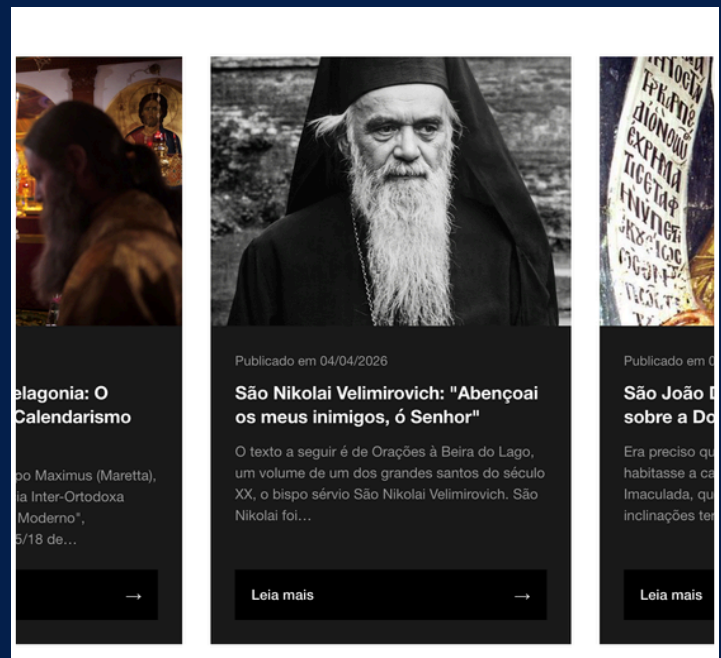 elagonia: O
Calendarismo
po Maximus (Maretta),
ia Inter-Ortodoxa
Moderno",
5/18 de…
→
Publicado em 04/04/2026
São Nikolai Velimirovich: "Abençoai
os meus inimigos, ó Senhor"
O texto a seguir é de Orações à Beira do Lago,
um volume de um dos grandes santos do século
XX, o bispo sérvio São Nikolai Velimirovich. São
Nikolai foi…
Leia mais →
Publicado em 0
São João D
sobre a Do
Era preciso qu
habitasse a ca
Imaculada, qu
inclinações ter
Leia mais